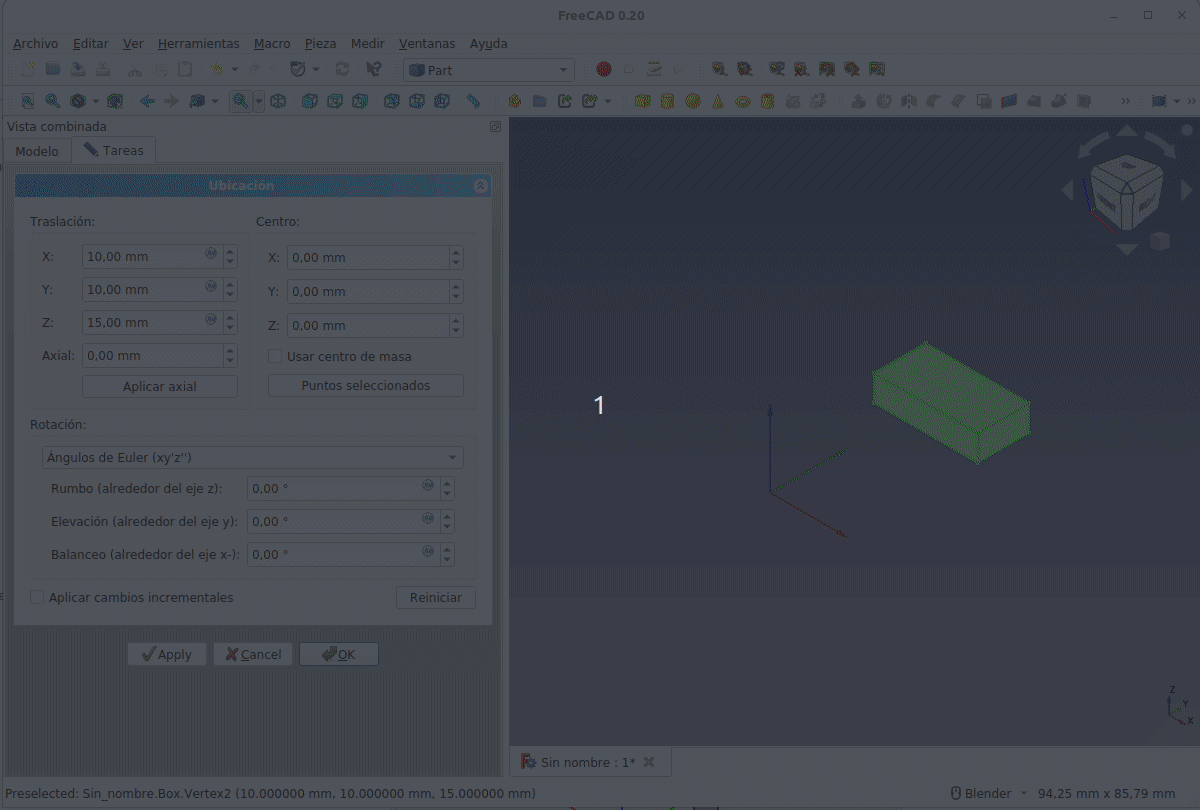 FreeCAD 0.20
Archivo Editar Ver Herramientas Macro Pieza Medir Ventanas Ayuda
Part
Vista combinada
Modelo Tareas
Ubicación
Traslación: Centro:
X: 10,00 mm X: 0,00 mm
Y: 10,00 mm Y: 0,00 mm
Z: 15,00 mm Z: 0,00 mm
Axial: 0,00 mm Usar centro de masa
Aplicar axial Puntos seleccionados
1
Rotación:
Ángulos de Euler (xy'z'')
Rumbo (alrededor del eje z): 0,00 °
Elevación (alrededor del eje y): 0,00 °
Balanceo (alrededor del eje x-): 0,00 °
Aplicar cambios incrementales Reiniciar
Apply Cancel OK
Z
Y
X
Sin nombre : 1*
Preselected: Sin_nombre.Box.Vertex2 (10.000000 mm, 10.000000 mm, 15.000000 mm) Blender 94,25 mm x 85,79 mm